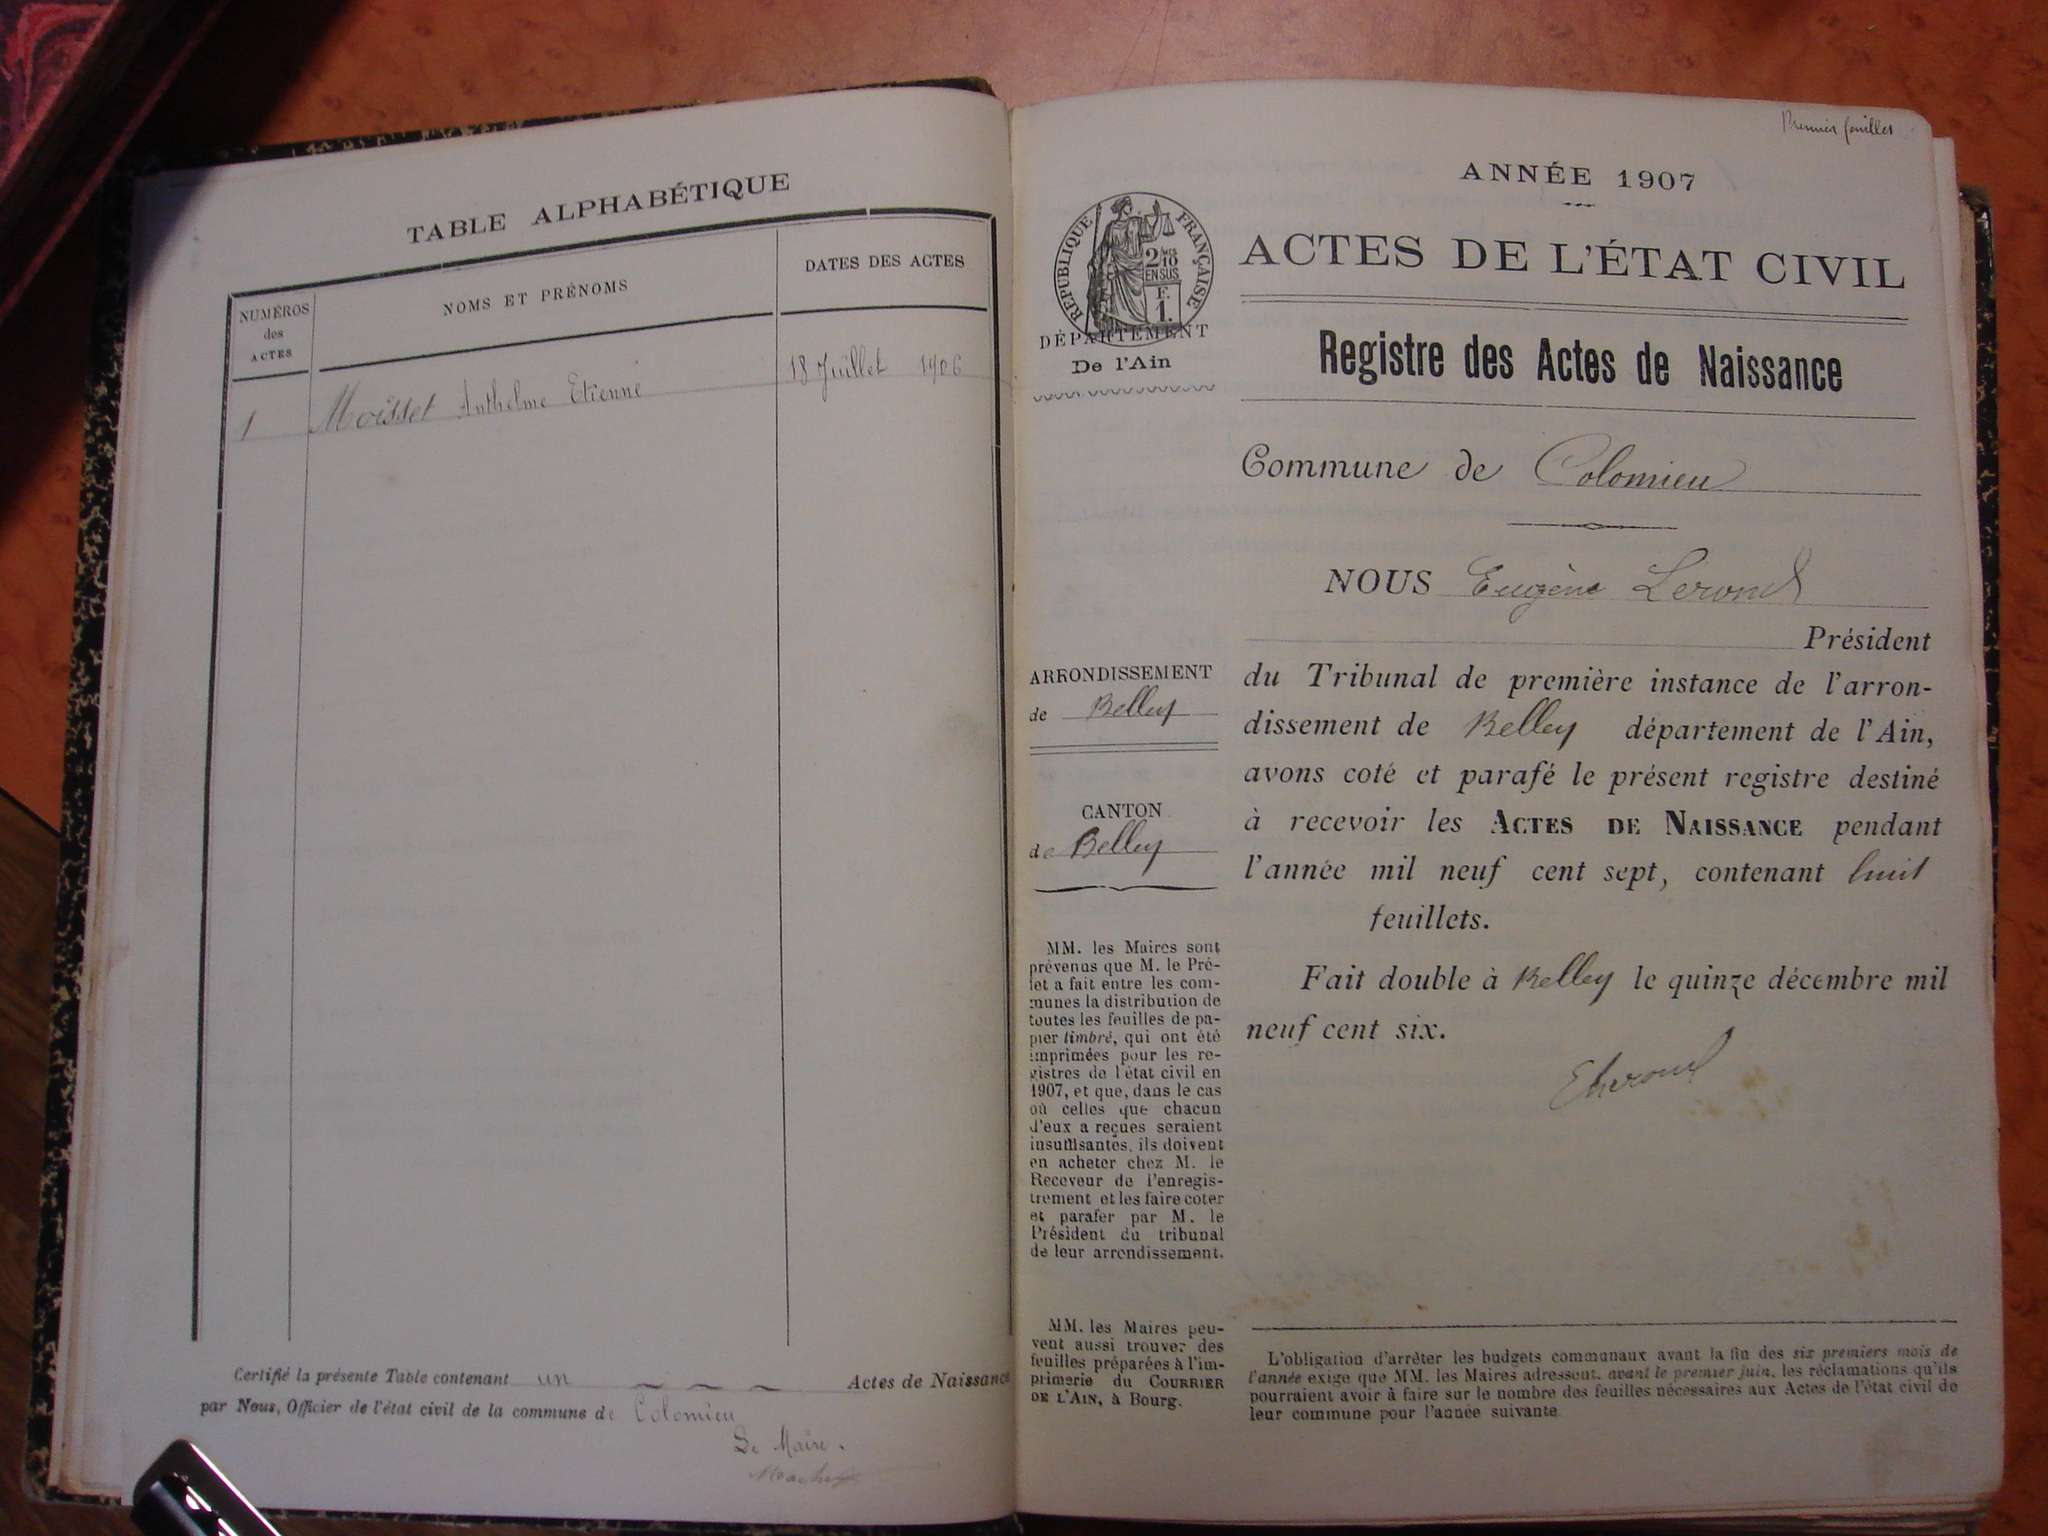 TABLE ALPHABÉTIQUE
NUMÉROS
des
ACTES
NOMS ET PRÉNOMS
DATES DES ACTES
1 Moisset Anthelme Etienne 18 Juillet 1906
Certifié la présente Table contenant un Actes de Naissance
par Nous, Officier de l'état civil de la commune de Colomieu
Le Maire.
Premier feuillet
ANNÉE 1907
RÉPUBLIQUE FRANÇAISE
2/10
EN SUS
F.
1.
DÉPARTEMENT
De l'Ain
ACTES DE L'ÉTAT CIVIL
Registre des Actes de Naissance
Commune de Colomieu
NOUS Eugène Lerond
Président
du Tribunal de première instance de l'arron-
dissement de Belley département de l'Ain,
avons coté et parafé le présent registre destiné
à recevoir les ACTES DE NAISSANCE pendant
l'année mil neuf cent sept, contenant huit
feuillets.
Fait double à Belley le quinze décembre mil
neuf cent six.
ELerond
ARRONDISSEMENT
de Belley
CANTON
de Belley
MM. les Maires sont
prévenus que M. le Pré-
fet a fait entre les com-
munes la distribution de
toutes les feuilles de pa-
pier timbré, qui ont été
imprimées pour les re-
gistres de l'état civil en
1907, et que, dans le cas
où celles que chacun
d'eux a reçues seraient
insuffisantes, ils doivent
en acheter chez M. le
Receveur de l'enregis-
trement et les faire coter
et parafer par M. le
Président du tribunal
de leur arrondissement.
MM. les Maires peu-
vent aussi trouver des
feuilles préparées à l'im-
primerie du COURRIER
DE L'AIN, à Bourg.
L'obligation d'arrêter les budgets communaux avant la fin des six premiers mois de
l'année exige que MM. les Maires adressent, avant le premier juin, les réclamations qu'ils
pourraient avoir à faire sur le nombre des feuilles nécessaires aux Actes de l'état civil de
leur commune pour l'année suivante